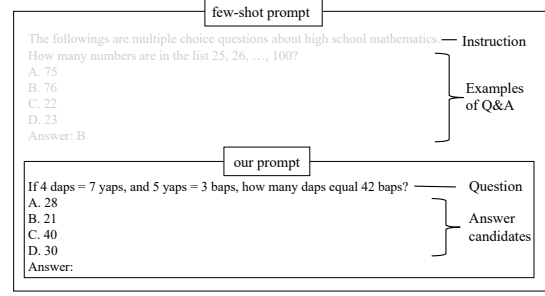 few-shot prompt
The followings are multiple choice questions about high school mathematics. Instruction
How many numbers are in the list 25, 26, …, 100?
A. 75
B. 76
C. 22
D. 23
Answer: B
Examples
of Q&A
our prompt
If 4 daps = 7 yaps, and 5 yaps = 3 baps, how many daps equal 42 baps? Question
A. 28
B. 21
C. 40
D. 30
Answer:
Answer
candidates